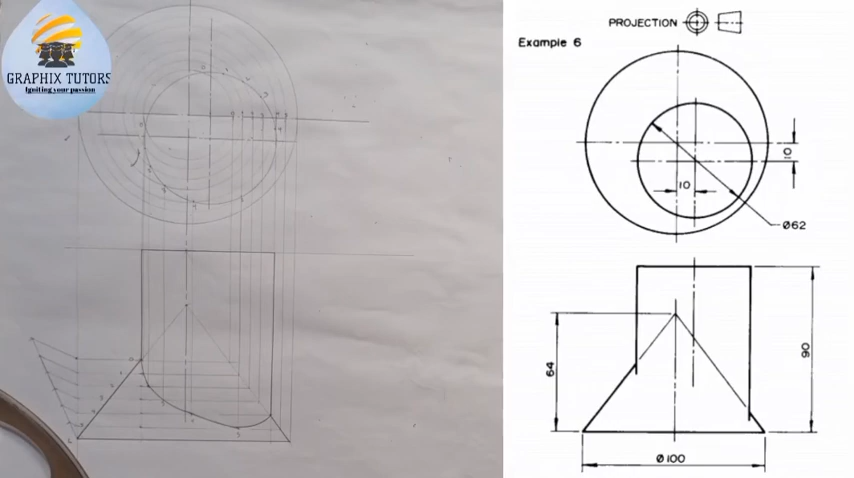 GRAPHIX TUTORS
Igniting your passion
PROJECTION
Example 6
10
10
Ø62
64
90
Ø100